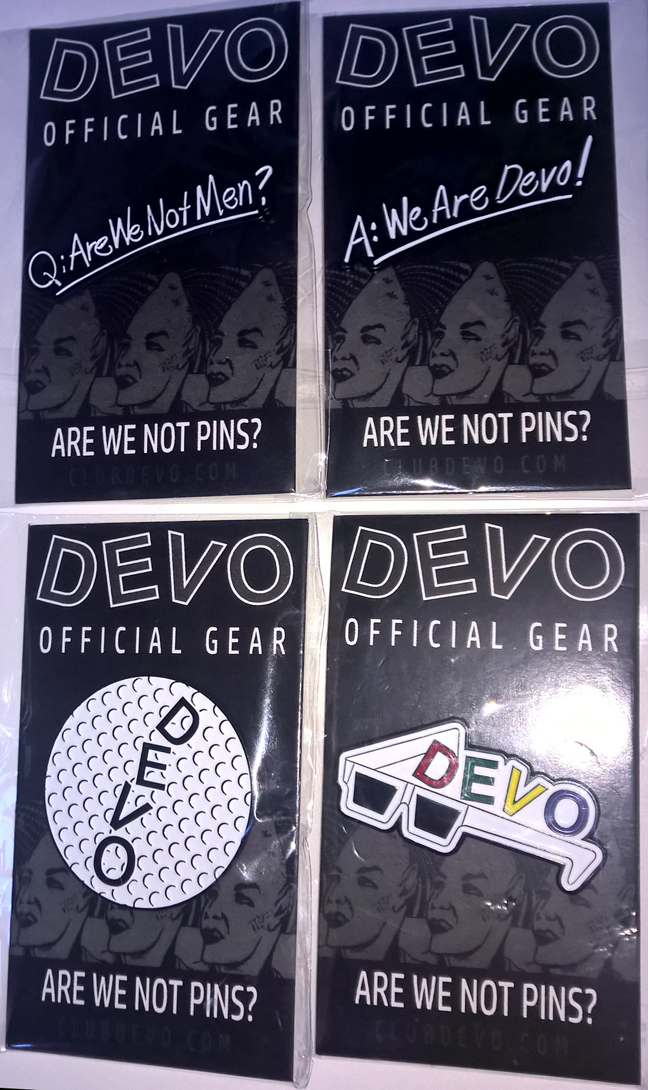 DEVO
OFFICIAL GEAR
Q: Are We Not Men?
ARE WE NOT PINS?
CLUBDEVO.COM
DEVO
OFFICIAL GEAR
A: We Are Devo!
ARE WE NOT PINS?
CLUBDEVO.COM
DEVO
OFFICIAL GEAR
DEVO
ARE WE NOT PINS?
CLUBDEVO.COM
DEVO
OFFICIAL GEAR
DEVO
ARE WE NOT PINS?
CLUBDEVO.COM